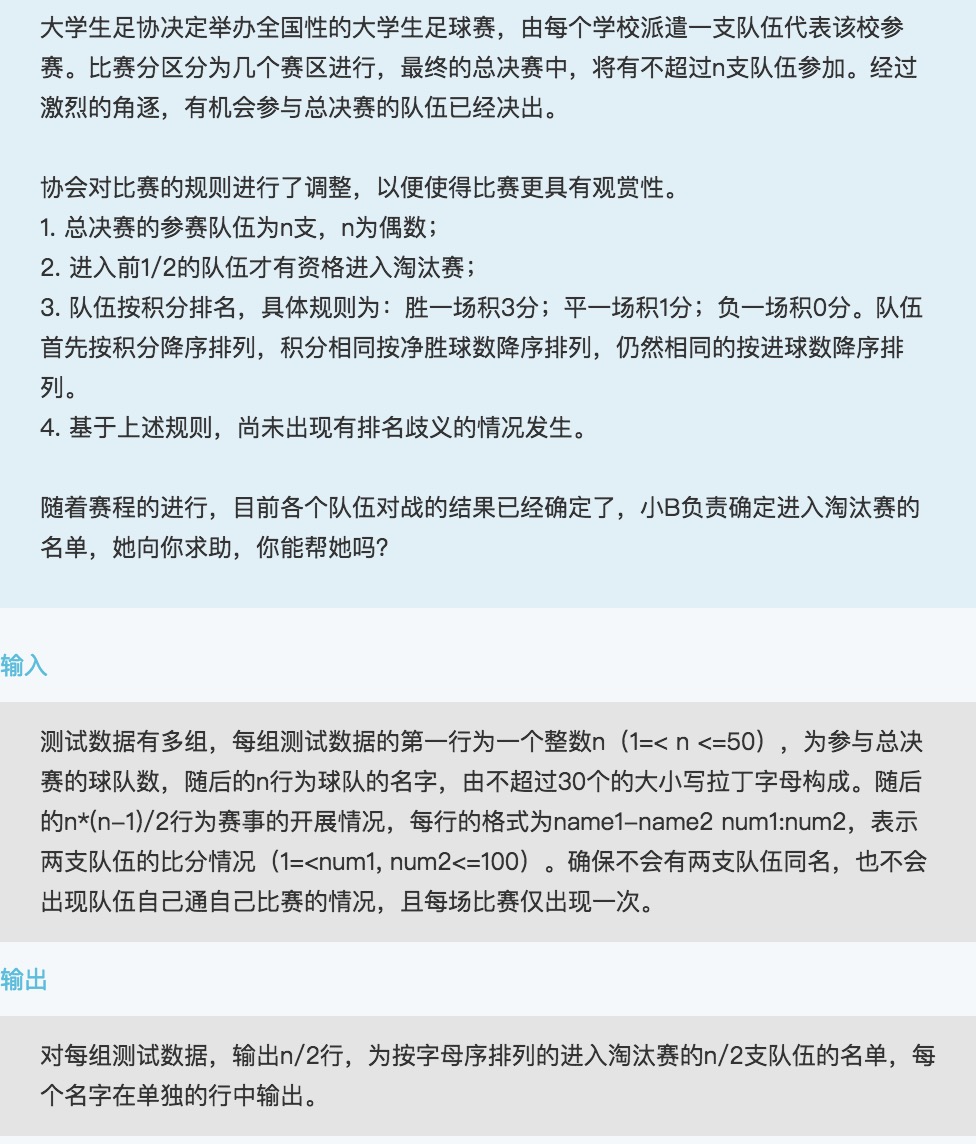 大学生足协决定举办全国性的大学生足球赛，由每个学校派遣一支队伍代表该校参
赛。比赛分区分为几个赛区进行，最终的总决赛中，将有不超过n支队伍参加。经过
激烈的角逐，有机会参与总决赛的队伍已经决出。
协会对比赛的规则进行了调整，以便使得比赛更具有观赏性。
1. 总决赛的参赛队伍为n支，n为偶数；
2. 进入前1/2的队伍才有资格进入淘汰赛；
3. 队伍按积分排名，具体规则为：胜一场积3分；平一场积1分；负一场积0分。队伍
首先按积分降序排列，积分相同按净胜球数降序排列，仍然相同的按进球数降序排
列。
4. 基于上述规则，尚未出现有排名歧义的情况发生。
随着赛程的进行，目前各个队伍对战的结果已经确定了，小B负责确定进入淘汰赛的
名单，她向你求助，你能帮她吗?
输入
测试数据有多组，每组测试数据的第一行为一个整数n（1=< n <=50），为参与总决
赛的球队数，随后的n行为球队的名字，由不超过30个的大小写拉丁字母构成。随后
的n*(n–1)/2行为赛事的开展情况，每行的格式为name1–name2 num1:num2，表示
两支队伍的比分情况（1=<num1, num2<=100）。确保不会有两支队伍同名，也不会
出现队伍自己通自己比赛的情况，且每场比赛仅出现一次。
输出
对每组测试数据，输出n/2行，为按字母序排列的进入淘汰赛的n/2支队伍的名单，每
个名字在单独的行中输出。